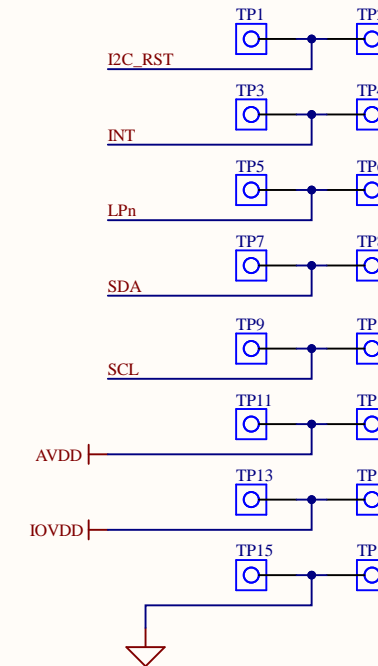 TP1
I2C_RST
TP3
INT
TP5
LPn
TP7
SDA
TP9
SCL
TP11
AVDD
TP13
IOVDD
TP15